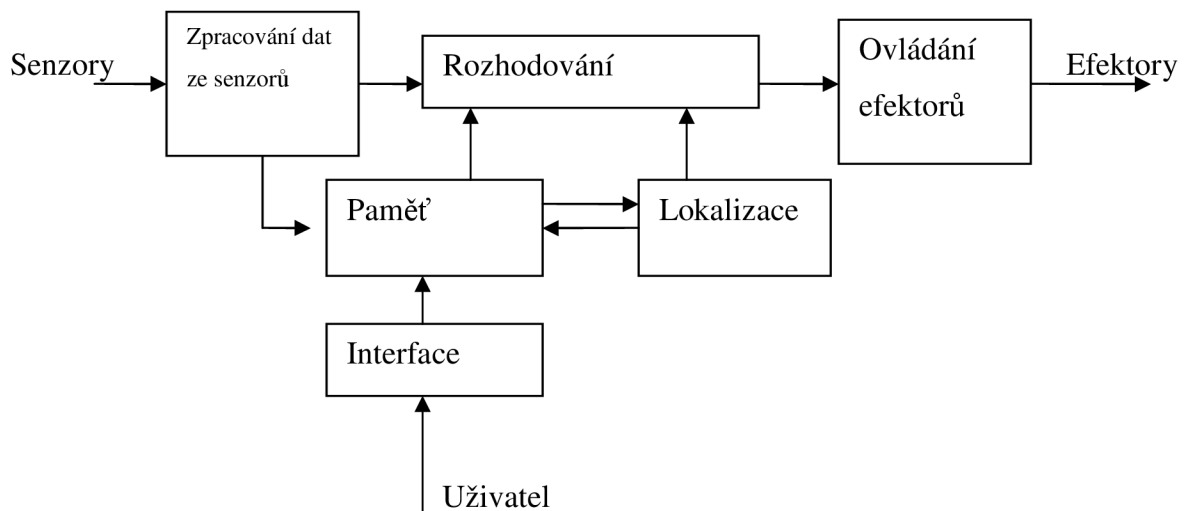 Senzory
Zpracování dat
ze senzorů
Rozhodování
Ovládání
efektorů
Efektory
Paměť
Lokalizace
Interface
Uživatel